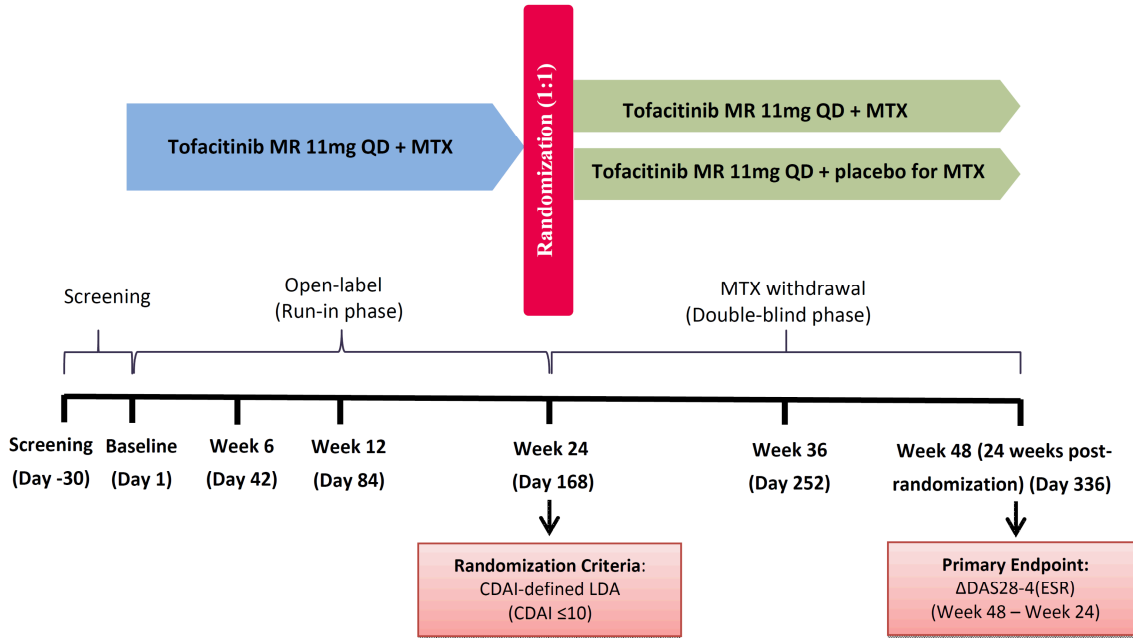 Tofacitinib MR 11mg QD + MTX
Randomization (1:1)
Tofacitinib MR 11mg QD + MTX
Tofacitinib MR 11mg QD + placebo for MTX
Screening
Open-label
(Run-in phase)
MTX withdrawal
(Double-blind phase)
Screening
(Day -30)
Baseline
(Day 1)
Week 6
(Day 42)
Week 12
(Day 84)
Week 24
(Day 168)
Week 36
(Day 252)
Week 48 (24 weeks post-
randomization) (Day 336)
Randomization Criteria:
CDAI-defined LDA
(CDAI ≤10)
Primary Endpoint:
ΔDAS28-4(ESR)
(Week 48 – Week 24)